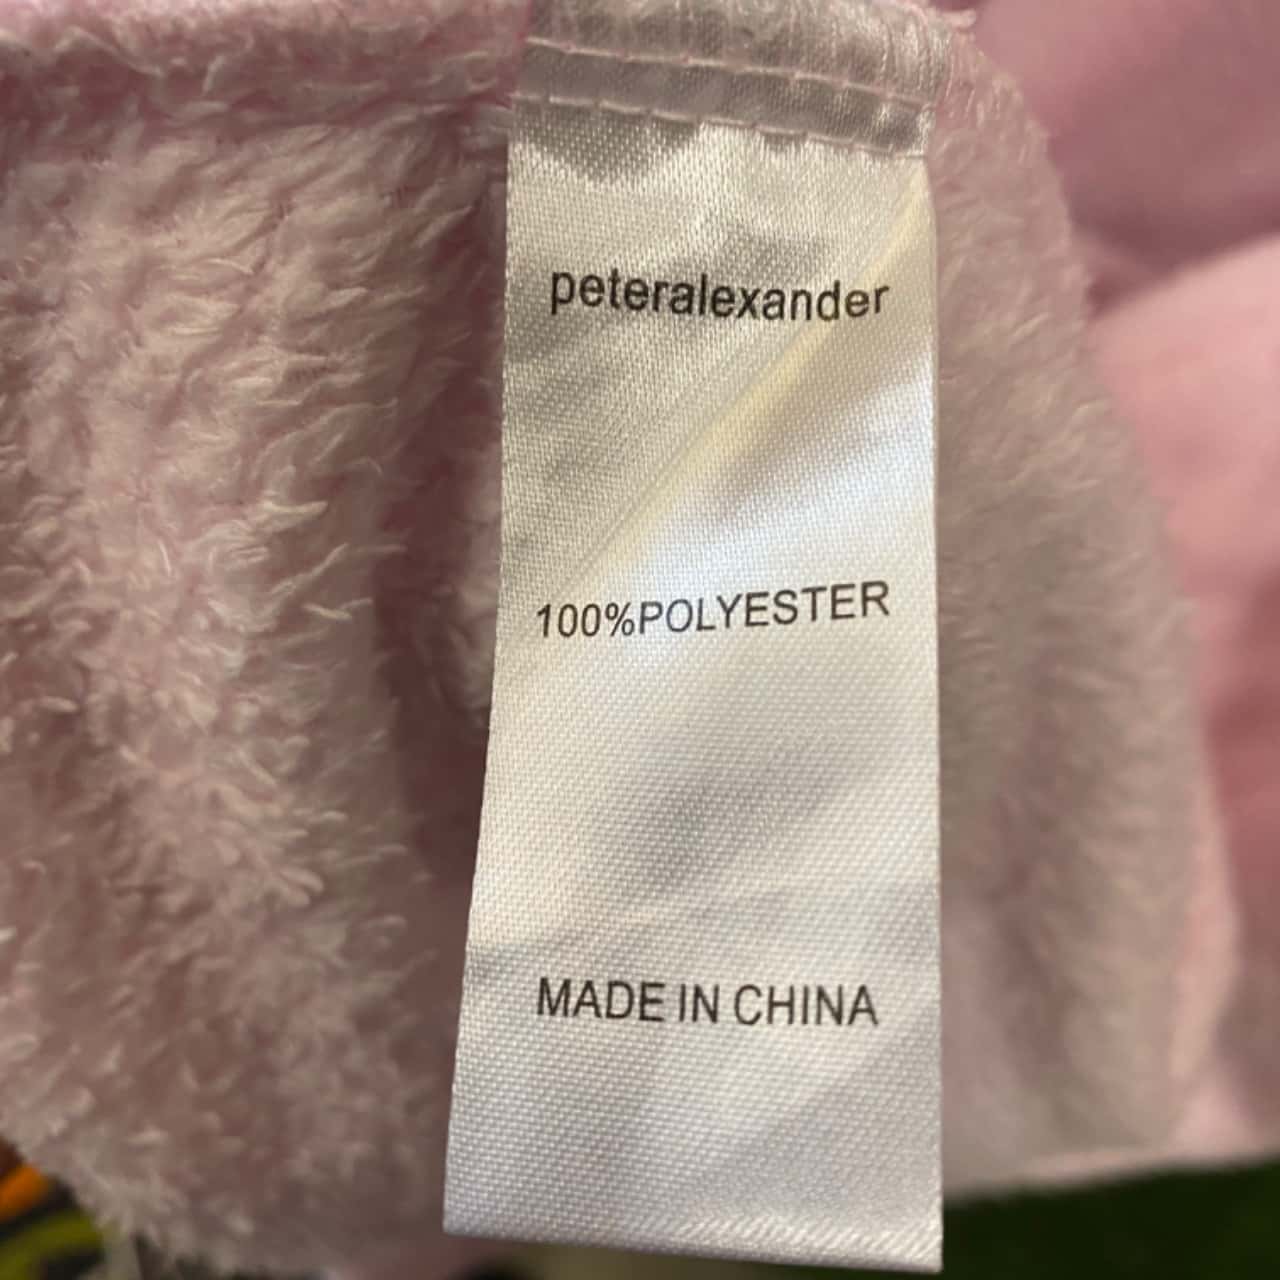 peteralexander
100%POLYESTER
MADE IN CHINA